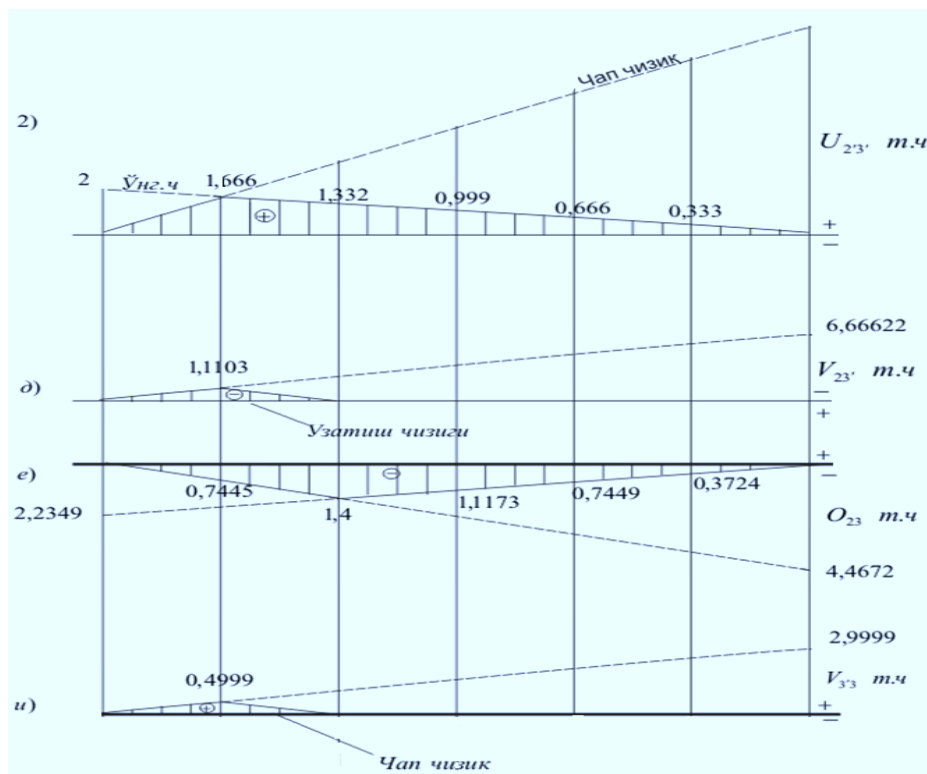 Чап чизиқ
2)
U2'3' т.ч
2 Ўнг.ч 1,666 1,332 0,999 0,666 0,333
+
+
−
6,66622
1,1103
V23' т.ч
д)
−
−
+
Узатиш чизиги
+
−
−
е)
0,7445 1,1173 0,7449 0,3724
2,2349 1,4 O23 т.ч
4,4672
2,9999
0,4999
V3'3 т.ч
и)
+
+
−
Чап чизик